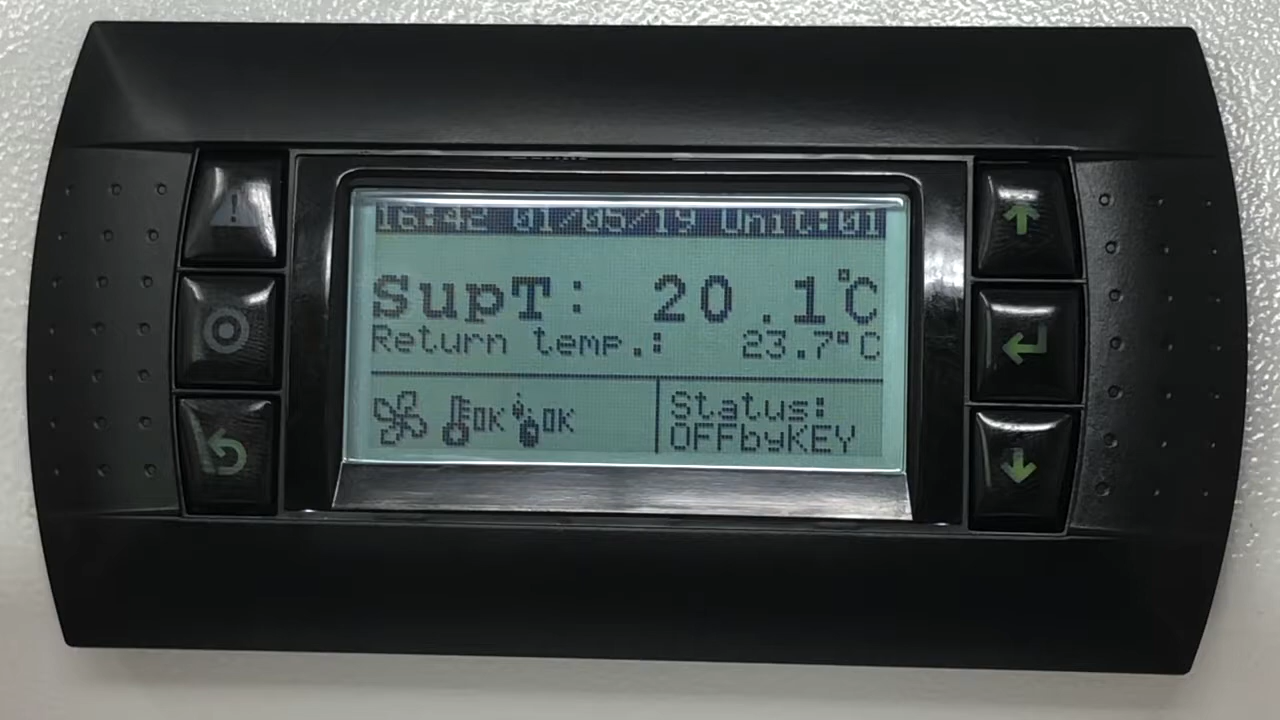 16:42 01/05/19 Unit:01
SupT: 20.1°C
Return temp.: 23.7°C
OK OK
Status:
OFFbyKEY